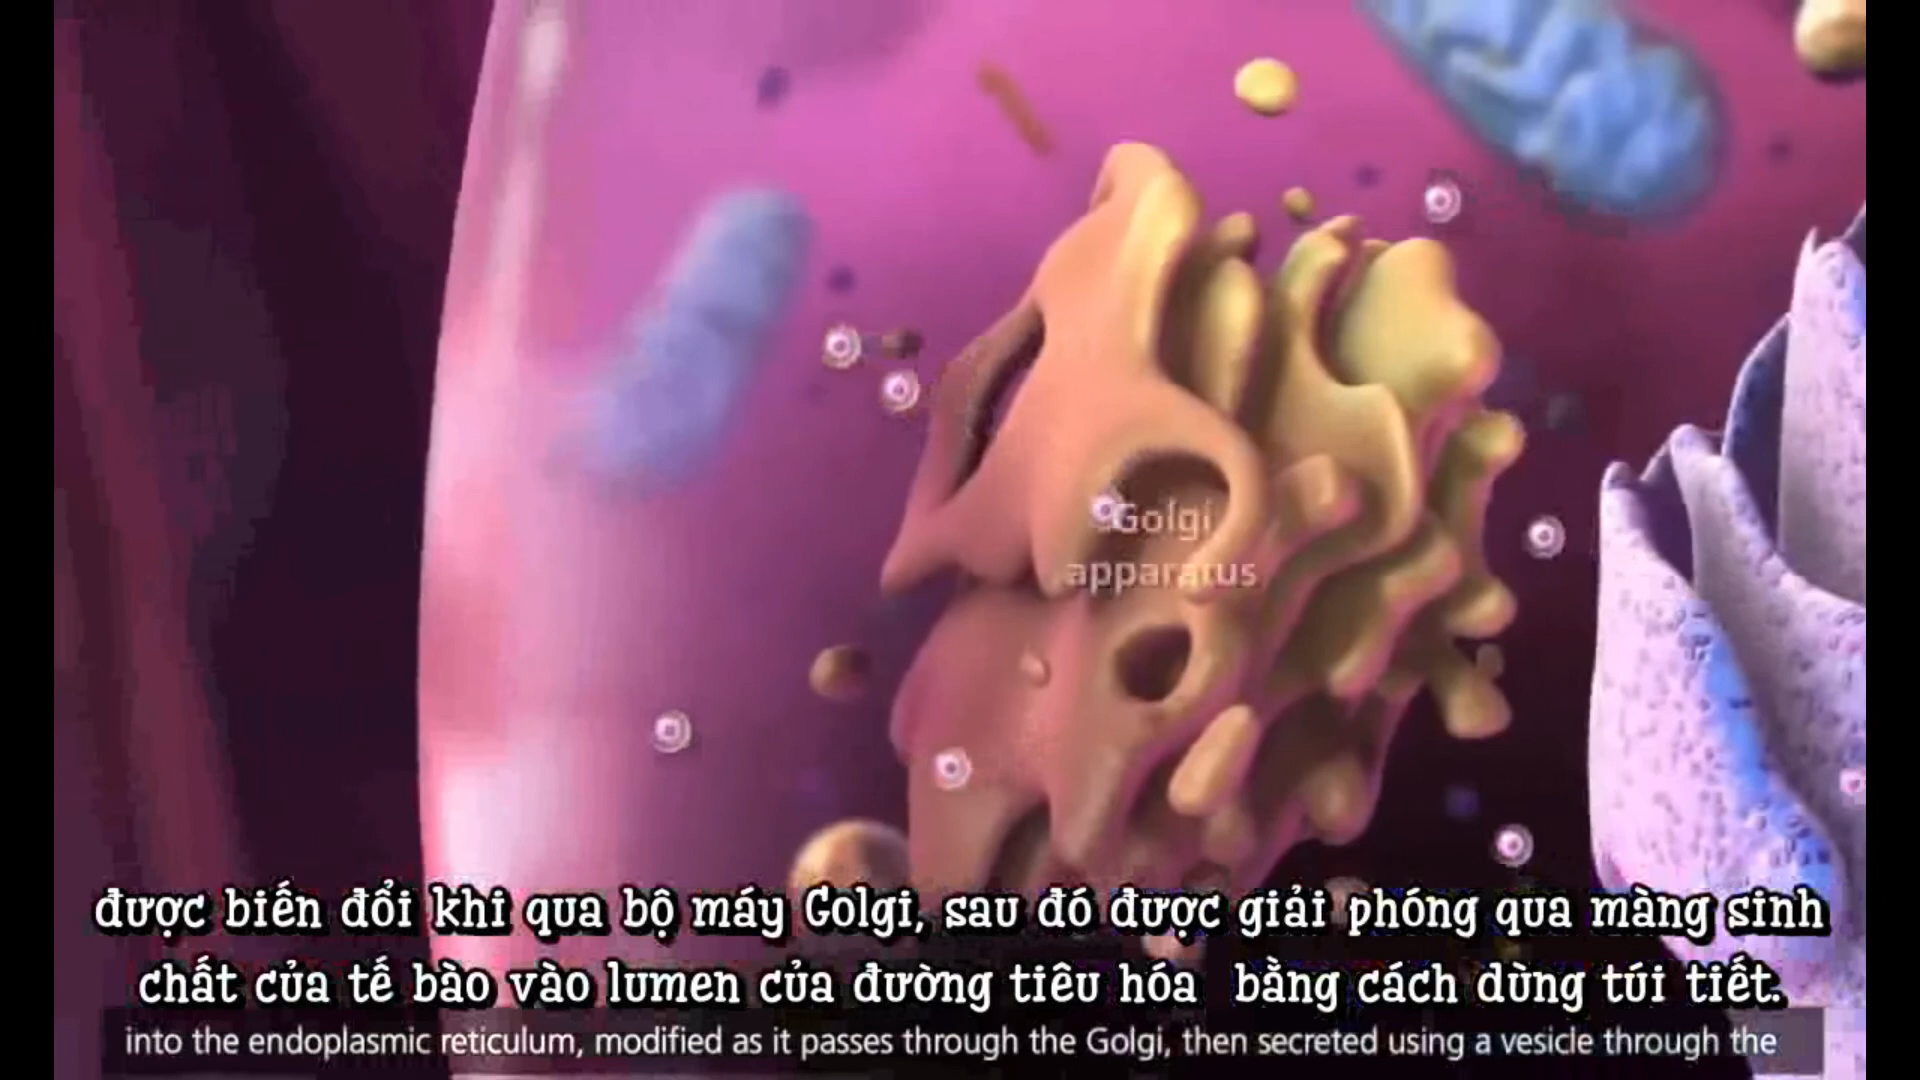 Golgi
apparatus
được biến đổi khi qua bộ máy Golgi, sau đó được giải phóng qua màng sinh
chất của tế bào vào lumen của đường tiêu hóa  bằng cách dùng túi tiết.
into the endoplasmic reticulum, modified as it passes through the Golgi, then secreted using a vesicle through the